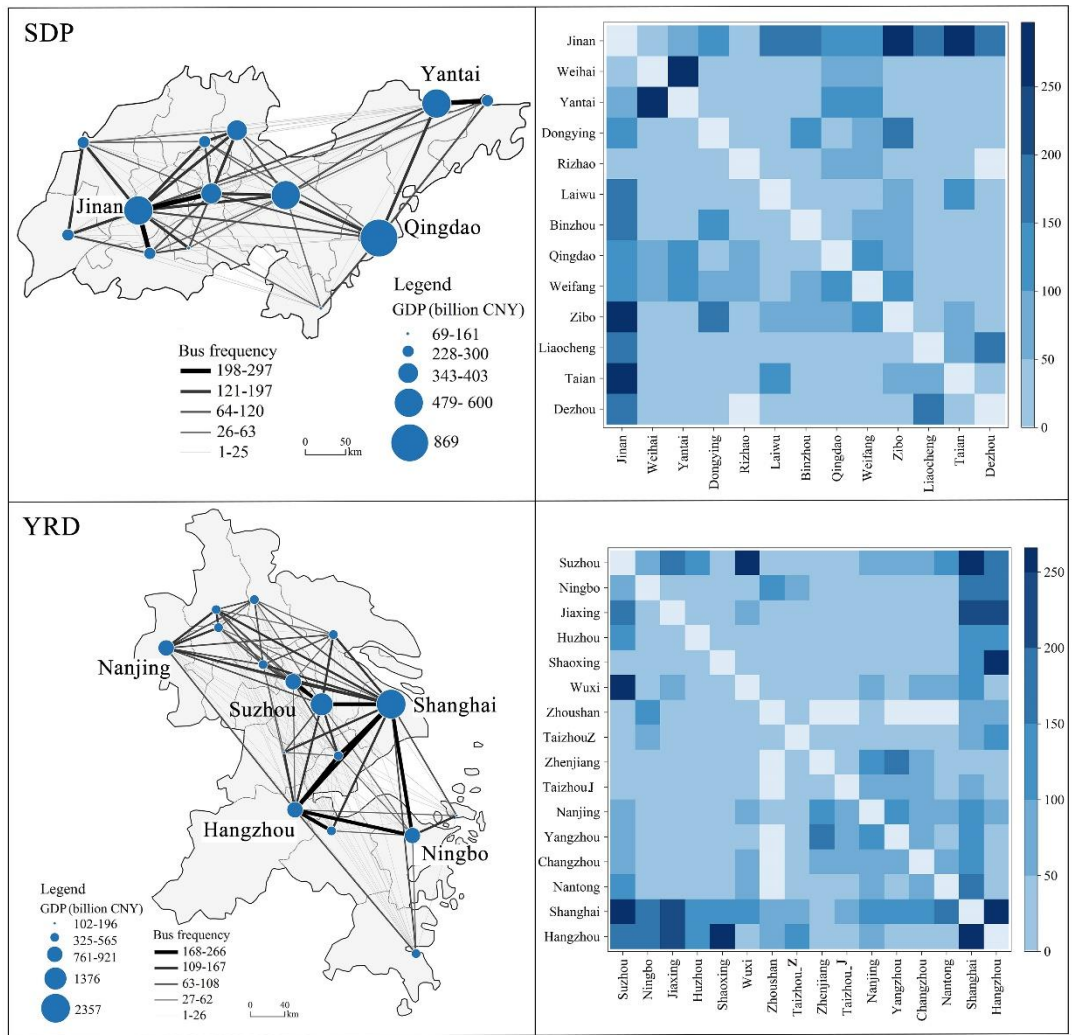 SDP
Yantai
Jinan
Qingdao
Legend
GDP (billion CNY)
69-161
228-300
343-403
479- 600
869
Bus frequency
198-297
121-197
64-120
26-63
1-25
0 50
km
Jinan
Weihai
Yantai
Dongying
Rizhao
Laiwu
Binzhou
Qingdao
Weifang
Zibo
Liaocheng
Taian
Dezhou
Jinan
Weihai
Yantai
Dongying
Rizhao
Laiwu
Binzhou
Qingdao
Weifang
Zibo
Liaocheng
Taian
Dezhou
250
200
150
100
50
0
YRD
Nanjing
Suzhou
Shanghai
Hangzhou
Ningbo
Legend
GDP (billion CNY)
102-196
325-565
761-921
1376
2357
Bus frequency
168-266
109-167
63-108
27-62
1-26
0 40
km
Suzhou
Ningbo
Jiaxing
Huzhou
Shaoxing
Wuxi
Zhoushan
TaizhouZ
Zhenjiang
TaizhouJ
Nanjing
Yangzhou
Changzhou
Nantong
Shanghai
Hangzhou
Suzhou
Ningbo
Jiaxing
Huzhou
Shaoxing
Wuxi
Zhoushan
Taizhou_Z
Zhenjiang
Taizhou_J
Nanjing
Yangzhou
Changzhou
Nantong
Shanghai
Hangzhou
250
200
150
100
50
0